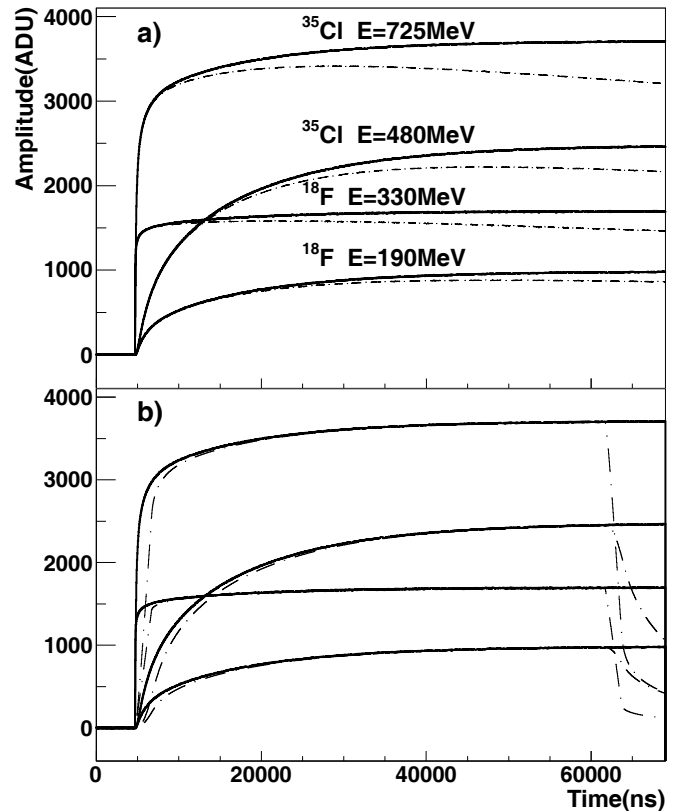 Amplitude(ADU)
a)
³⁵Cl E=725MeV
³⁵Cl E=480MeV
¹⁸F E=330MeV
¹⁸F E=190MeV
4000
3000
2000
1000
0
b)
4000
3000
2000
1000
0
0 20000 40000 60000
Time(ns)